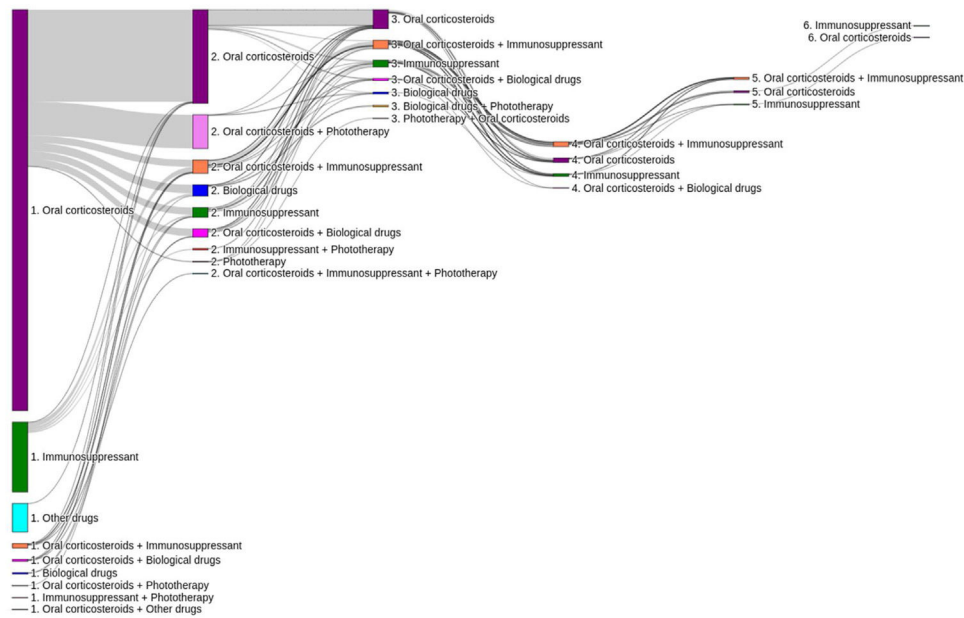 1. Oral corticosteroids
1. Immunosuppressant
1. Other drugs
1. Oral corticosteroids + Immunosuppressant
1. Oral corticosteroids + Biological drugs
1. Biological drugs
1. Oral corticosteroids + Phototherapy
1. Immunosuppressant + Phototherapy
1. Oral corticosteroids + Other drugs
2. Oral corticosteroids
2. Oral corticosteroids + Phototherapy
2. Oral corticosteroids + Immunosuppressant
2. Biological drugs
2. Immunosuppressant
2. Oral corticosteroids + Biological drugs
2. Immunosuppressant + Phototherapy
2. Phototherapy
2. Oral corticosteroids + Immunosuppressant + Phototherapy
3. Oral corticosteroids
3. Oral corticosteroids + Immunosuppressant
3. Immunosuppressant
3. Oral corticosteroids + Biological drugs
3. Biological drugs
3. Biological drugs + Phototherapy
3. Phototherapy + Oral corticosteroids
4. Oral corticosteroids + Immunosuppressant
4. Oral corticosteroids
4. Immunosuppressant
4. Oral corticosteroids + Biological drugs
5. Oral corticosteroids + Immunosuppressant
5. Oral corticosteroids
5. Immunosuppressant
6. Immunosuppressant
6. Oral corticosteroids